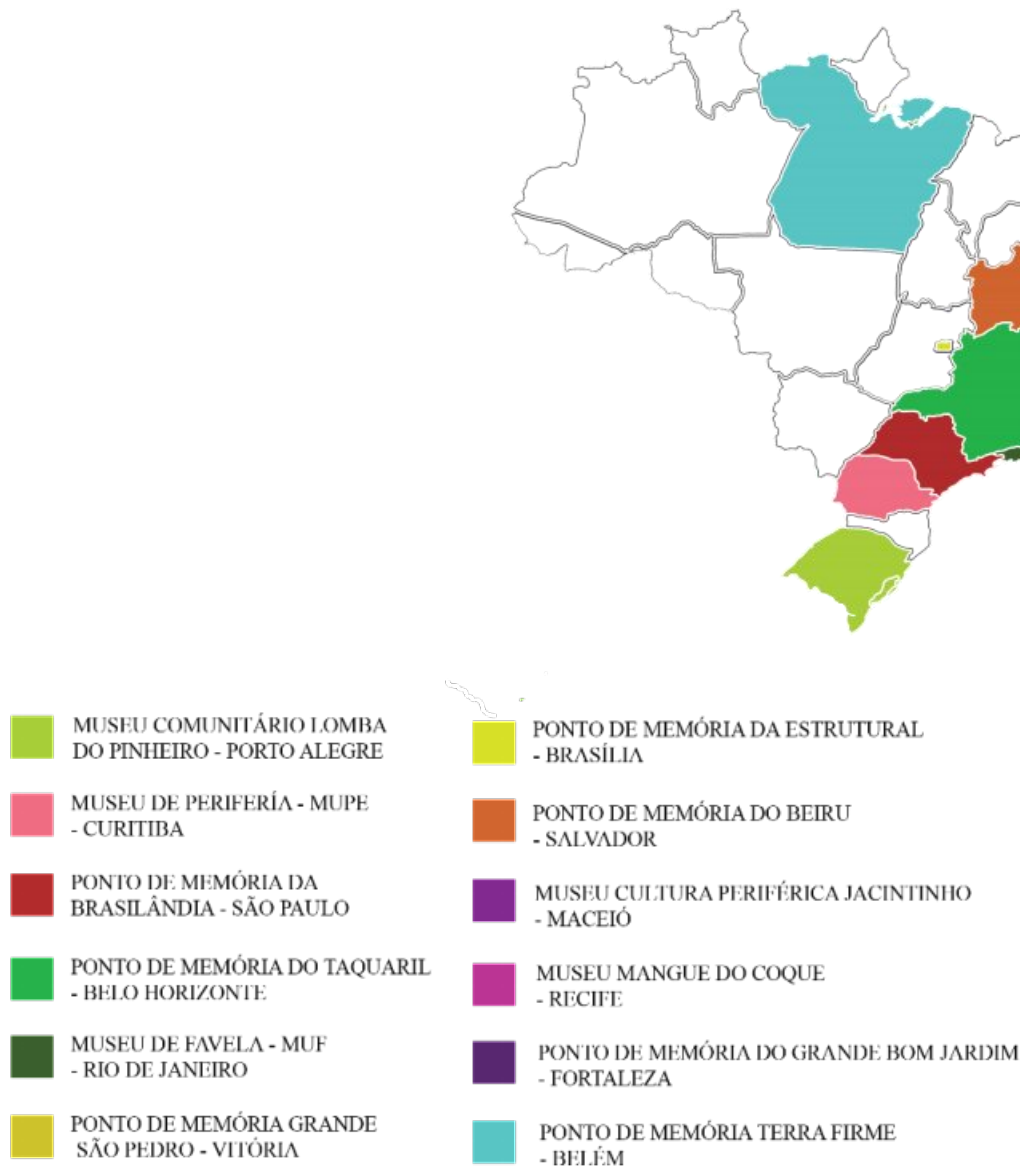 MUSEU COMUNITÁRIO LOMBA
DO PINHEIRO - PORTO ALEGRE
MUSEU DE PERIFERÍA - MUPE
- CURITIBA
PONTO DE MEMÓRIA DA
BRASILÂNDIA - SÃO PAULO
PONTO DE MEMÓRIA DO TAQUARIL
- BELO HORIZONTE
MUSEU DE FAVELA - MUF
- RIO DE JANEIRO
PONTO DE MEMÓRIA GRANDE
SÃO PEDRO - VITÓRIA
PONTO DE MEMÓRIA DA ESTRUTURAL
- BRASÍLIA
PONTO DE MEMÓRIA DO BEIRU
- SALVADOR
MUSEU CULTURA PERIFÉRICA JACINTINHO
- MACEIÓ
MUSEU MANGUE DO COQUE
- RECIFE
PONTO DE MEMÓRIA DO GRANDE BOM JARDIM
- FORTALEZA
PONTO DE MEMÓRIA TERRA FIRME
- BELÉM